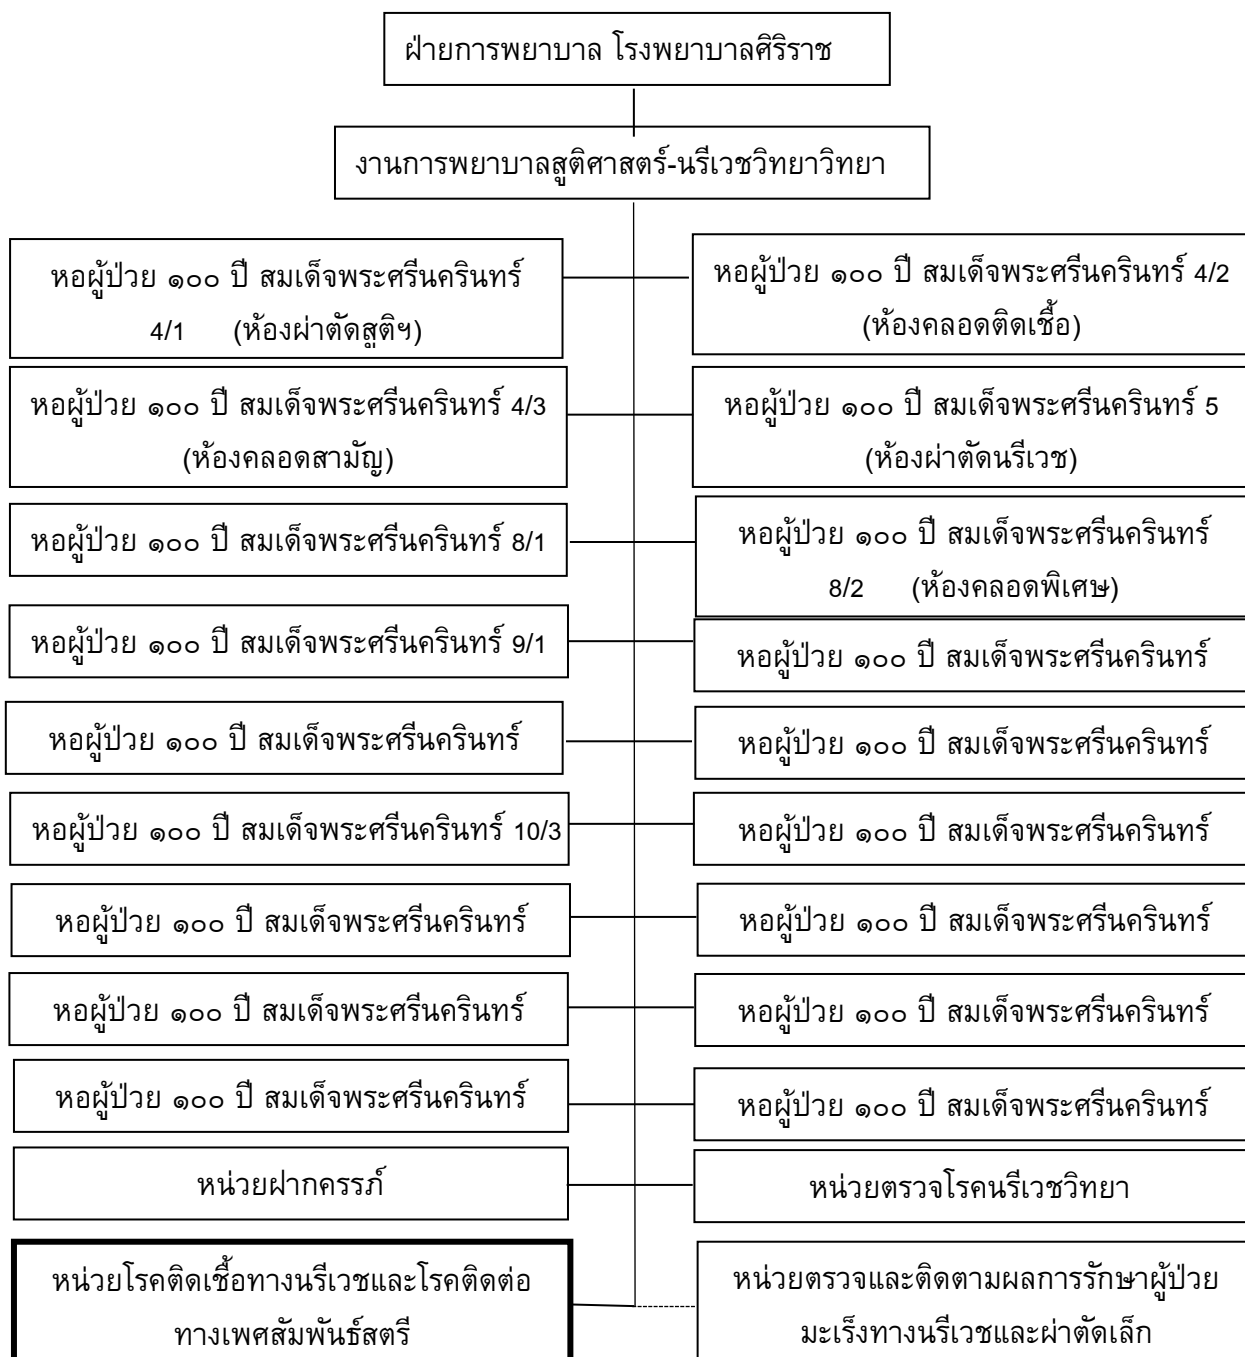 ฝ่ายการพยาบาล โรงพยาบาลศิริราช
งานการพยาบาลสูติศาสตร์-นรีเวชวิทยาวิทยา
หอผู้ป่วย ๑๐๐ ปี สมเด็จพระศรีนครินทร์
4/1 (ห้องผ่าตัดสูติฯ)
หอผู้ป่วย ๑๐๐ ปี สมเด็จพระศรีนครินทร์ 4/2
(ห้องคลอดติดเชื้อ)
หอผู้ป่วย ๑๐๐ ปี สมเด็จพระศรีนครินทร์ 4/3
(ห้องคลอดสามัญ)
หอผู้ป่วย ๑๐๐ ปี สมเด็จพระศรีนครินทร์ 5
(ห้องผ่าตัดนรีเวช)
หอผู้ป่วย ๑๐๐ ปี สมเด็จพระศรีนครินทร์ 8/1
หอผู้ป่วย ๑๐๐ ปี สมเด็จพระศรีนครินทร์
8/2 (ห้องคลอดพิเศษ)
หอผู้ป่วย ๑๐๐ ปี สมเด็จพระศรีนครินทร์ 9/1
หอผู้ป่วย ๑๐๐ ปี สมเด็จพระศรีนครินทร์
หอผู้ป่วย ๑๐๐ ปี สมเด็จพระศรีนครินทร์
หอผู้ป่วย ๑๐๐ ปี สมเด็จพระศรีนครินทร์
หอผู้ป่วย ๑๐๐ ปี สมเด็จพระศรีนครินทร์ 10/3
หอผู้ป่วย ๑๐๐ ปี สมเด็จพระศรีนครินทร์
หอผู้ป่วย ๑๐๐ ปี สมเด็จพระศรีนครินทร์
หอผู้ป่วย ๑๐๐ ปี สมเด็จพระศรีนครินทร์
หอผู้ป่วย ๑๐๐ ปี สมเด็จพระศรีนครินทร์
หอผู้ป่วย ๑๐๐ ปี สมเด็จพระศรีนครินทร์
หอผู้ป่วย ๑๐๐ ปี สมเด็จพระศรีนครินทร์
หอผู้ป่วย ๑๐๐ ปี สมเด็จพระศรีนครินทร์
หน่วยฝากครรภ์
หน่วยตรวจโรคนรีเวชวิทยา
หน่วยโรคติดเชื้อทางนรีเวชและโรคติดต่อ
ทางเพศสัมพันธ์สตรี
หน่วยตรวจและติดตามผลการรักษาผู้ป่วย
มะเร็งทางนรีเวชและผ่าตัดเล็ก